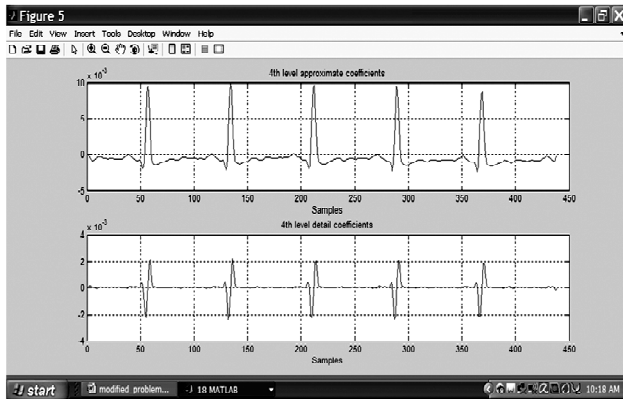 Figure 5
File Edit View Insert Tools Desktop Window Help
x 10⁻³
4th level approximate coefficients
10
5
0
-5
0 50 100 150 200 250 300 350 400 450
Samples
x 10⁻³
4th level detail coefficients
4
2
0
-2
-4
0 50 100 150 200 250 300 350 400 450
Samples
start modified_problem... 18 MATLAB 10:18 AM